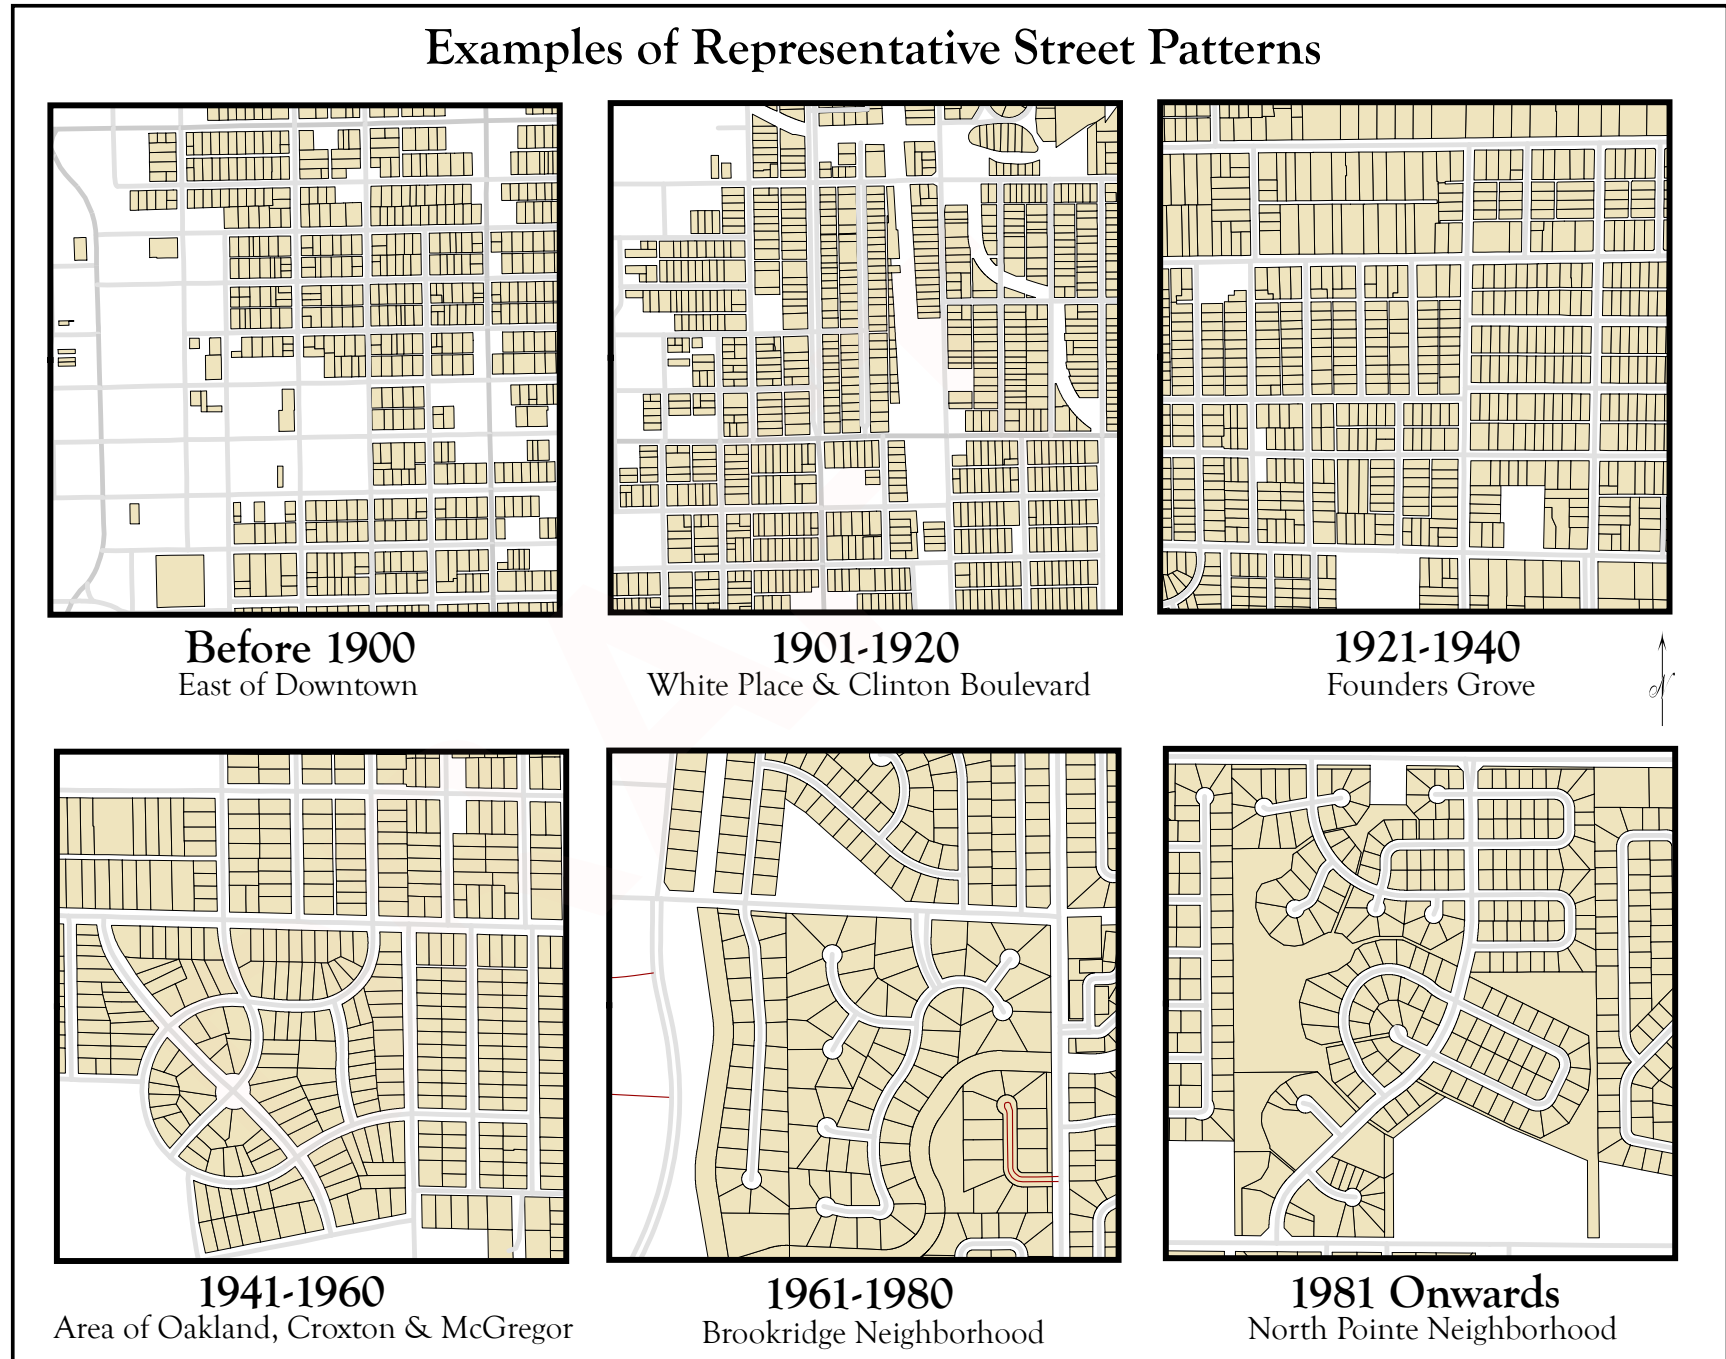 Examples of Representative Street Patterns
Before 1900
East of Downtown
1901-1920
White Place & Clinton Boulevard
1921-1940
Founders Grove
N
1941-1960
Area of Oakland, Croxton & McGregor
1961-1980
Brookridge Neighborhood
1981 Onwards
North Pointe Neighborhood